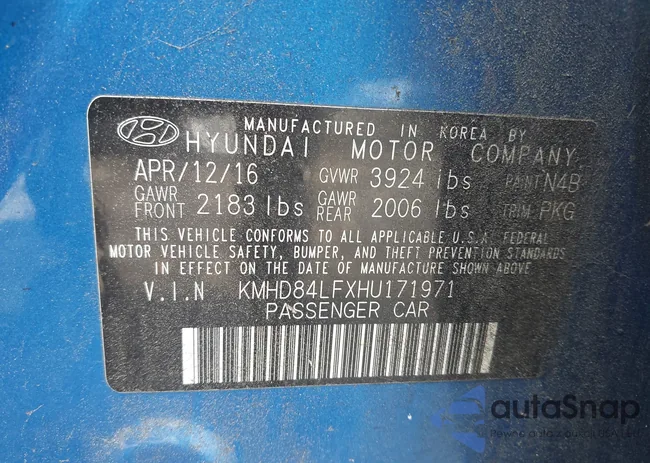 MANUFACTURED IN KOREA BY
HYUNDAI MOTOR COMPANY
APR/12/16 GVWR 3924 lbs PAINT N4B
GAWR FRONT 2183 lbs GAWR REAR 2006 lbs TRIM PKG
THIS VEHICLE CONFORMS TO ALL APPLICABLE U.S.A. FEDERAL
MOTOR VEHICLE SAFETY, BUMPER, AND THEFT PREVENTION STANDARDS
IN EFFECT ON THE DATE OF MANUFACTURE SHOWN ABOVE.
V.I.N KMHD84LFXHU171971
PASSENGER CAR
autaSnap